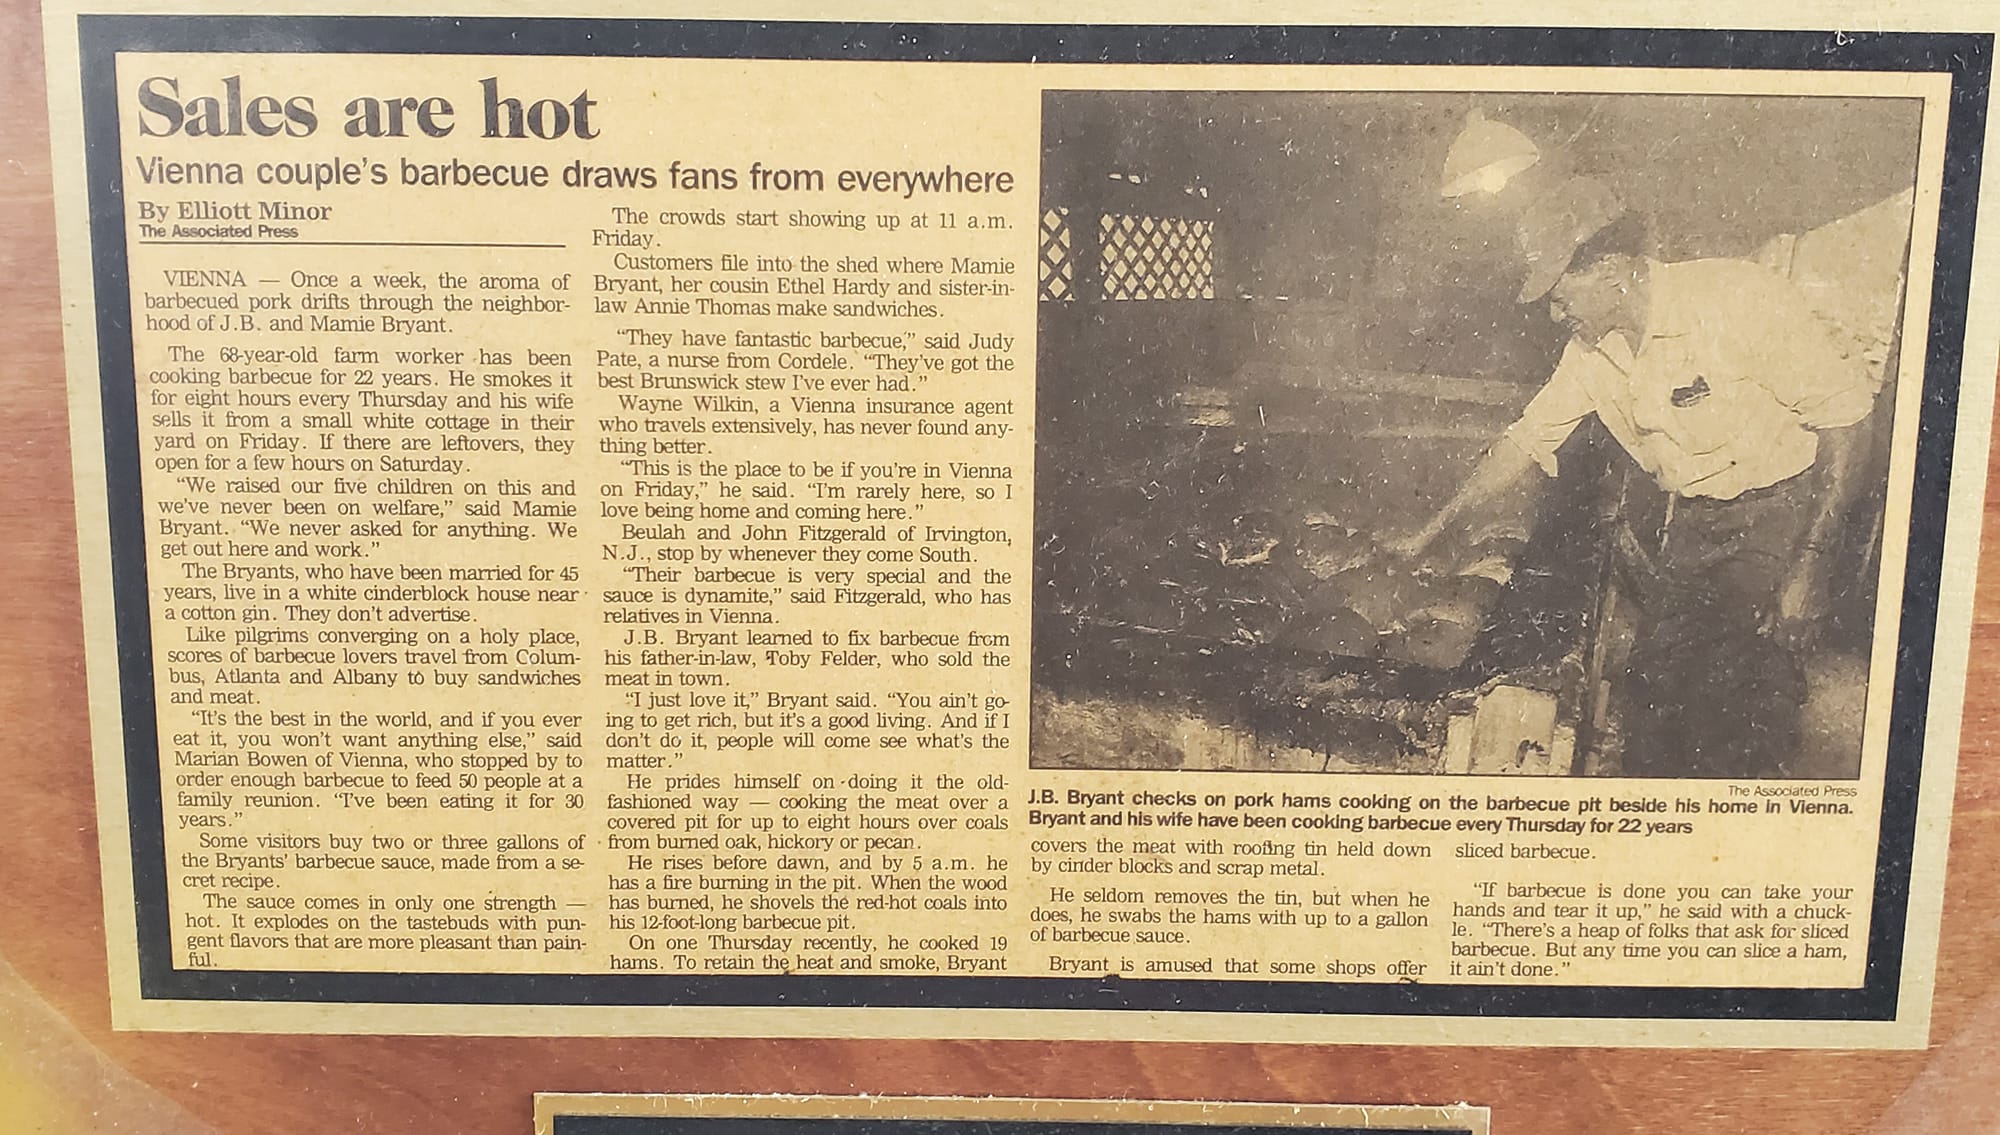 Sales are hot
Vienna couple's barbecue draws fans from everywhere
By Elliott Minor
The Associated Press
VIENNA — Once a week, the aroma of
barbecued pork drifts through the neighbor-
hood of J.B. and Mamie Bryant.
The 68-year-old farm worker has been
cooking barbecue for 22 years. He smokes it
for eight hours every Thursday and his wife
sells it from a small white cottage in their
yard on Friday. If there are leftovers, they
open for a few hours on Saturday.
“We raised our five children on this and
we've never been on welfare,” said Mamie
Bryant. “We never asked for anything. We
get out here and work.”
The Bryants, who have been married for 45
years, live in a white cinderblock house near
a cotton gin. They don't advertise.
Like pilgrims converging on a holy place,
scores of barbecue lovers travel from Colum-
bus, Atlanta and Albany to buy sandwiches
and meat.
“It's the best in the world, and if you ever
eat it, you won't want anything else,” said
Marian Bowen of Vienna, who stopped by to
order enough barbecue to feed 50 people at a
family reunion. “I've been eating it for 30
years.”
Some visitors buy two or three gallons of
the Bryants' barbecue sauce, made from a se-
cret recipe.
The sauce comes in only one strength —
hot. It explodes on the tastebuds with pun-
gent flavors that are more pleasant than pain-
ful.
The crowds start showing up at 11 a.m.
Friday.
Customers file into the shed where Mamie
Bryant, her cousin Ethel Hardy and sister-in-
law Annie Thomas make sandwiches.
“They have fantastic barbecue,” said Judy
Pate, a nurse from Cordele. “They've got the
best Brunswick stew I've ever had.”
Wayne Wilkin, a Vienna insurance agent
who travels extensively, has never found any-
thing better.
“This is the place to be if you're in Vienna
on Friday,” he said. “I'm rarely here, so I
love being home and coming here.”
Beulah and John Fitzgerald of Irvington,
N.J., stop by whenever they come South.
“Their barbecue is very special and the
sauce is dynamite,” said Fitzgerald, who has
relatives in Vienna.
J.B. Bryant learned to fix barbecue from
his father-in-law, Toby Felder, who sold the
meat in town.
“I just love it,” Bryant said. “You ain't go-
ing to get rich, but it's a good living. And if I
don't do it, people will come see what's the
matter.”
He prides himself on doing it the old-
fashioned way — cooking the meat over a
covered pit for up to eight hours over coals
from burned oak, hickory or pecan.
He rises before dawn, and by 5 a.m. he
has a fire burning in the pit. When the wood
has burned, he shovels the red-hot coals into
his 12-foot-long barbecue pit.
On one Thursday recently, he cooked 19
hams. To retain the heat and smoke, Bryant
The Associated Press
J.B. Bryant checks on pork hams cooking on the barbecue pit beside his home in Vienna.
Bryant and his wife have been cooking barbecue every Thursday for 22 years
covers the meat with roofing tin held down
by cinder blocks and scrap metal.
He seldom removes the tin, but when he
does, he swabs the hams with up to a gallon
of barbecue sauce.
Bryant is amused that some shops offer
sliced barbecue.
“If barbecue is done you can take your
hands and tear it up,” he said with a chuck-
le. “There's a heap of folks that ask for sliced
barbecue. But any time you can slice a ham,
it ain't done.”